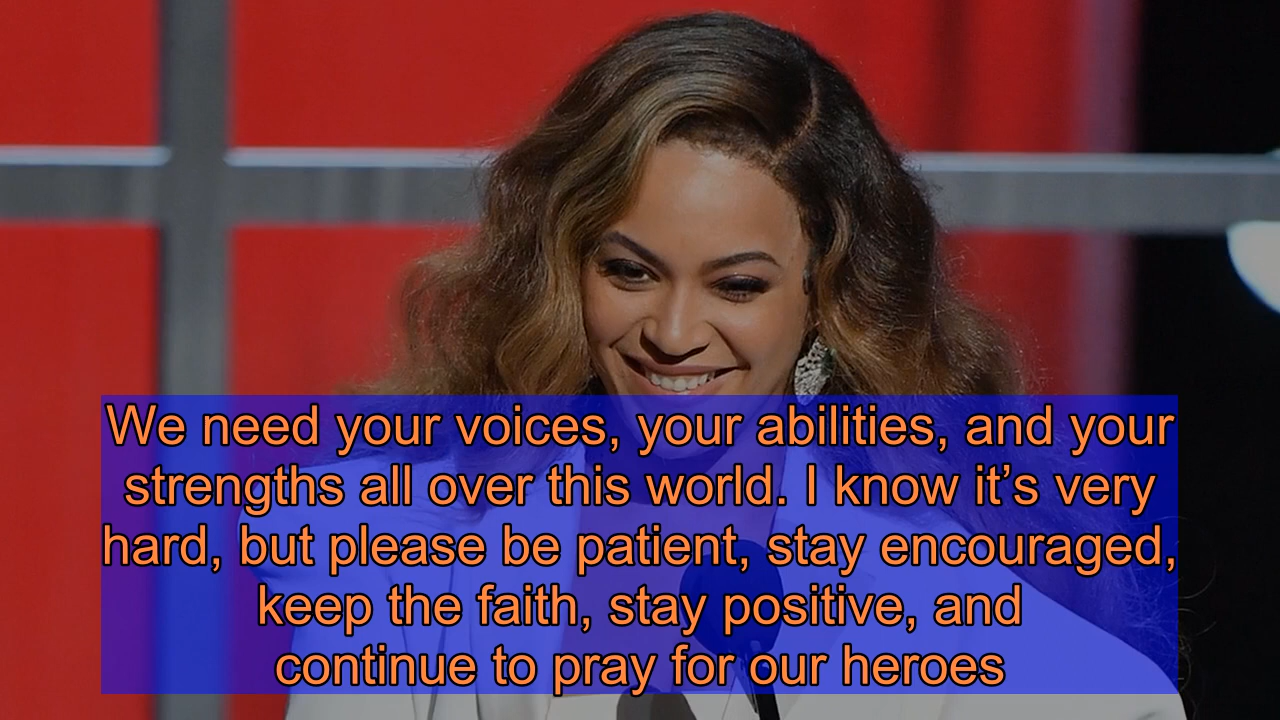 We need your voices, your abilities, and your
strengths all over this world. I know it’s very
hard, but please be patient, stay encouraged,
keep the faith, stay positive, and
continue to pray for our heroes